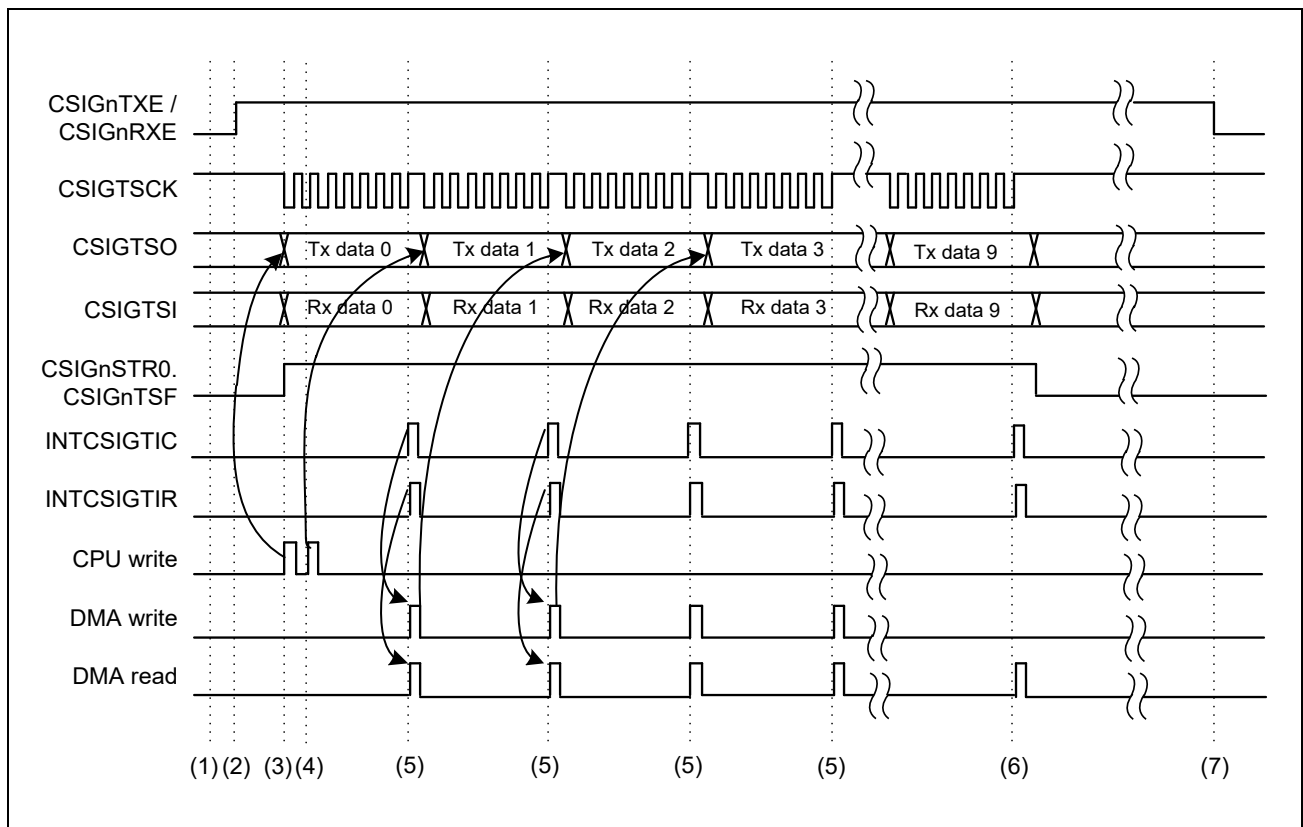 CSIGnTXE /
CSIGnRXE
CSIGTSCK
CSIGTSO
Tx data 0 Tx data 1 Tx data 2 Tx data 3 Tx data 9
CSIGTSI
Rx data 0 Rx data 1 Rx data 2 Rx data 3 Rx data 9
CSIGnSTR0.
CSIGnTSF
INTCSIGTIC
INTCSIGTIR
CPU write
DMA write
DMA read
(1) (2) (3) (4) (5) (5) (5) (5) (6) (7)